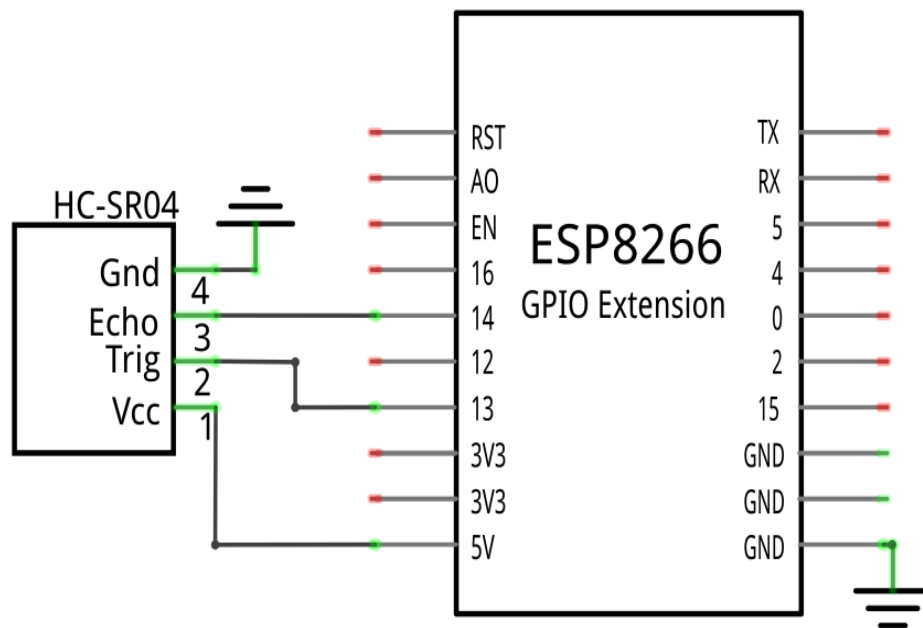 HC-SR04
Gnd
4
Echo
3
Trig
2
Vcc
1
ESP8266
GPIO Extension
RST
AO
EN
16
14
12
13
3V3
3V3
5V
TX
RX
5
4
0
2
15
GND
GND
GND